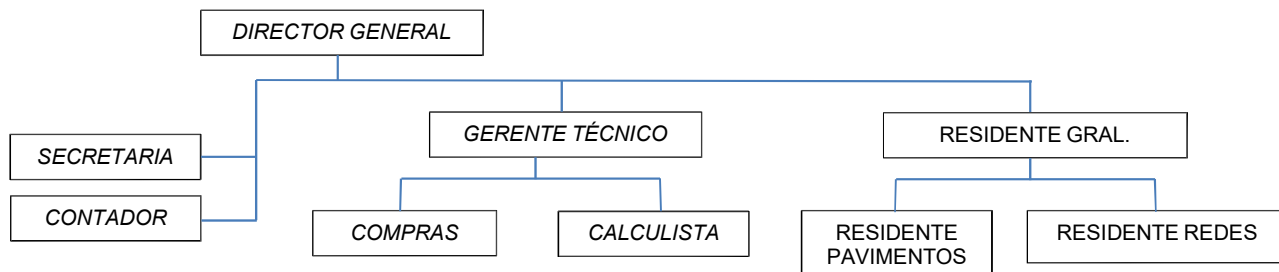 DIRECTOR GENERAL
GERENTE TÉCNICO
RESIDENTE GRAL.
SECRETARIA
CONTADOR
COMPRAS
CALCULISTA
RESIDENTE
PAVIMENTOS
RESIDENTE REDES